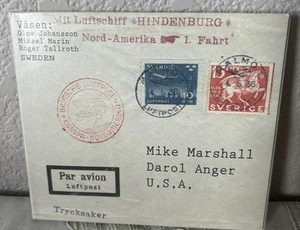 Mit Luftschiff "HINDENBURG"
Nord-Amerika 1. Fahrt
Väsen:
Olov Johansson
Mikael Marin
Roger Tallroth
SWEDEN
MALMÖ
LUFTPOST
SVERIGE
Par avion
Luftpost
Mike Marshall
Darol Anger
U.S.A.
Trycksaker